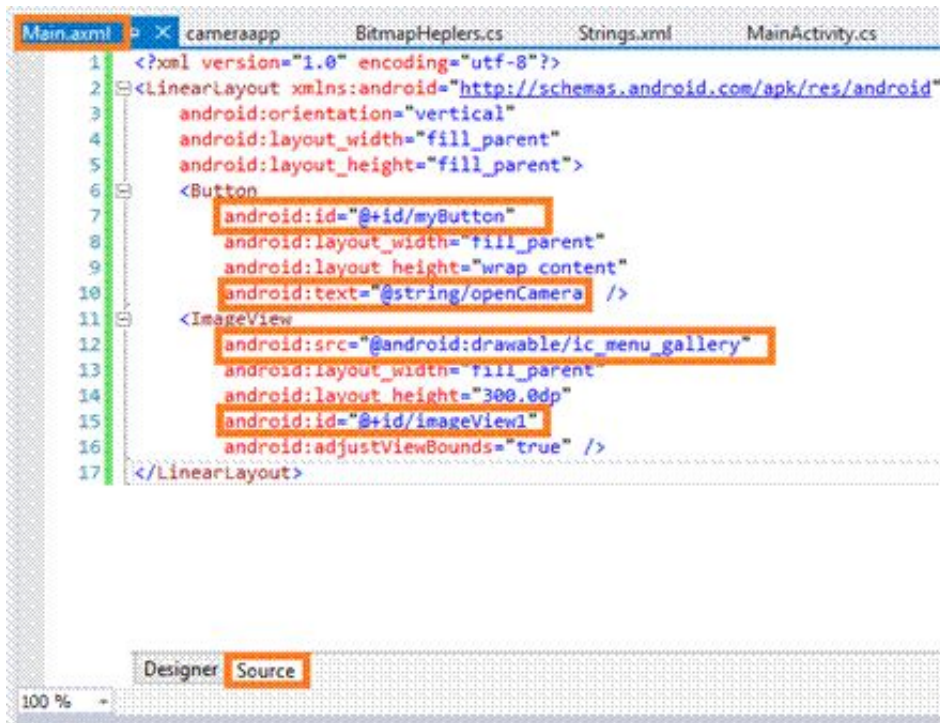 Main.axml cameraapp BitmapHeplers.cs Strings.xml MainActivity.cs
1 <?xml version="1.0" encoding="utf-8"?>
2 <LinearLayout xmlns:android="http://schemas.android.com/apk/res/android"
3 android:orientation="vertical"
4 android:layout_width="fill_parent"
5 android:layout_height="fill_parent">
6 <Button
7 android:id="@+id/myButton"
8 android:layout_width="fill_parent"
9 android:layout_height="wrap_content"
10 android:text="@string/openCamera />
11 <ImageView
12 android:src="@android:drawable/ic_menu_gallery"
13 android:layout_width="fill_parent"
14 android:layout_height="300.0dp"
15 android:id="@+id/imageView1"
16 android:adjustViewBounds="true" />
17 </LinearLayout>
Designer Source
100 %